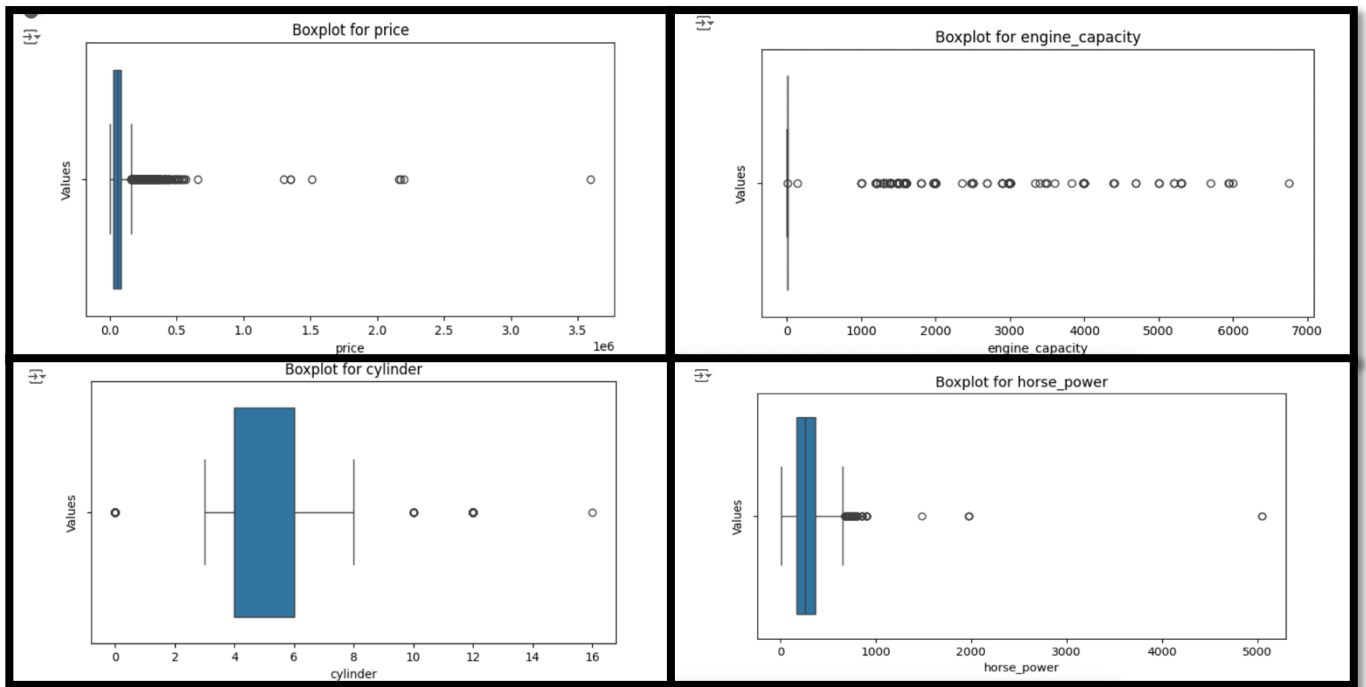 Boxplot for price
Values
0.0 0.5 1.0 1.5 2.0 2.5 3.0 3.5
1e6
price
Boxplot for engine_capacity
Values
0 1000 2000 3000 4000 5000 6000 7000
engine_capacity
Boxplot for cylinder
Values
0 2 4 6 8 10 12 14 16
cylinder
Boxplot for horse_power
Values
0 1000 2000 3000 4000 5000
horse_power